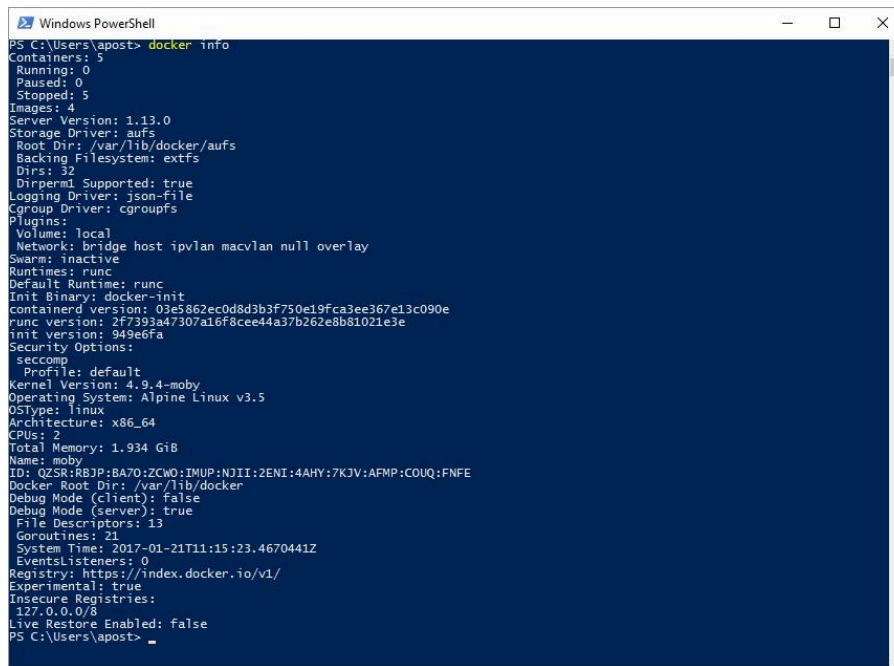 Windows PowerShell
PS C:\Users\apost> docker info
Containers: 5
 Running: 0
 Paused: 0
 Stopped: 5
Images: 4
Server Version: 1.13.0
Storage Driver: aufs
 Root Dir: /var/lib/docker/aufs
 Backing Filesystem: extfs
 Dirs: 32
 Dirperm1 Supported: true
Logging Driver: json-file
Cgroup Driver: cgroupfs
Plugins:
 Volume: local
 Network: bridge host ipvlan macvlan null overlay
Swarm: inactive
Runtimes: runc
Default Runtime: runc
Init Binary: docker-init
containerd version: 03e5862ec0d8d3b3f750e19fca3ee367e13c090e
runc version: 2f7393a47307a16f8cee44a37b262e8b81021e3e
init version: 949e6fa
Security Options:
 seccomp
  Profile: default
Kernel Version: 4.9.4-moby
Operating System: Alpine Linux v3.5
OSType: linux
Architecture: x86_64
CPUs: 2
Total Memory: 1.934 GiB
Name: moby
ID: QZSR:RBJP:BA7O:ZCWO:IMUP:NJII:2ENI:4AHY:7KJV:AFMP:COUQ:FNFE
Docker Root Dir: /var/lib/docker
Debug Mode (client): false
Debug Mode (server): true
 File Descriptors: 13
 Goroutines: 21
 System Time: 2017-01-21T11:15:23.4670441Z
 EventsListeners: 0
Registry: https://index.docker.io/v1/
Experimental: true
Insecure Registries:
 127.0.0.0/8
Live Restore Enabled: false
PS C:\Users\apost>